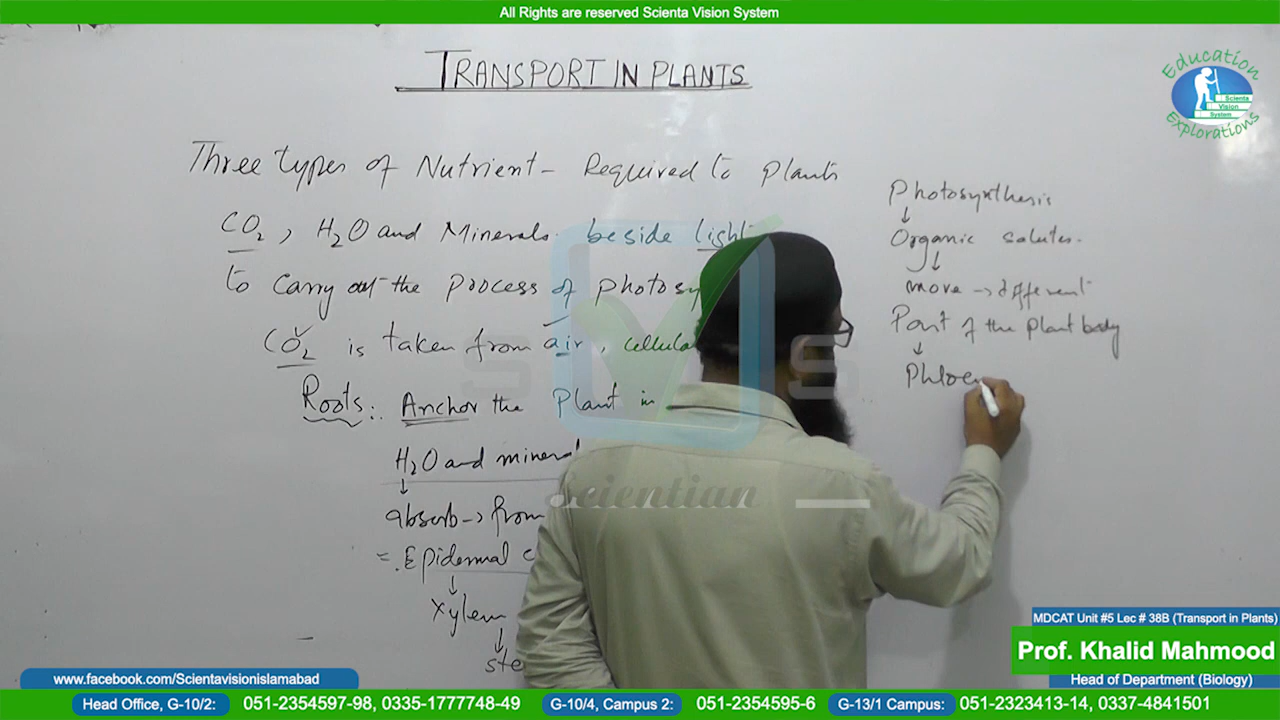 All Rights are reserved Scienta Vision System
TRANSPORT IN PLANTS
Education
Scienta
Vision
System
Explorations
Three types of Nutrient - Required to Plants
CO2, H2O and Minerals. beside light
to carry out the process of photosy
CO2 is taken from air, cellula
Roots:. Anchor the Plant in
H2O and mineral
↓
absorb → from
= . Epidermal c
↓
Xylem
↓
ste
Photosynthesis
↓
Organic solutes.
↓
move → different
Part of the plant body
↓
Phloem
S S
Scientian
MDCAT Unit #5 Lec # 38B (Transport in Plants)
Prof. Khalid Mahmood
Head of Department (Biology)
www.facebook.com/Scientavisionislamabad
Head Office, G-10/2: 051-2354597-98, 0335-1777748-49 G-10/4, Campus 2: 051-2354595-6 G-13/1 Campus: 051-2323413-14, 0337-4841501